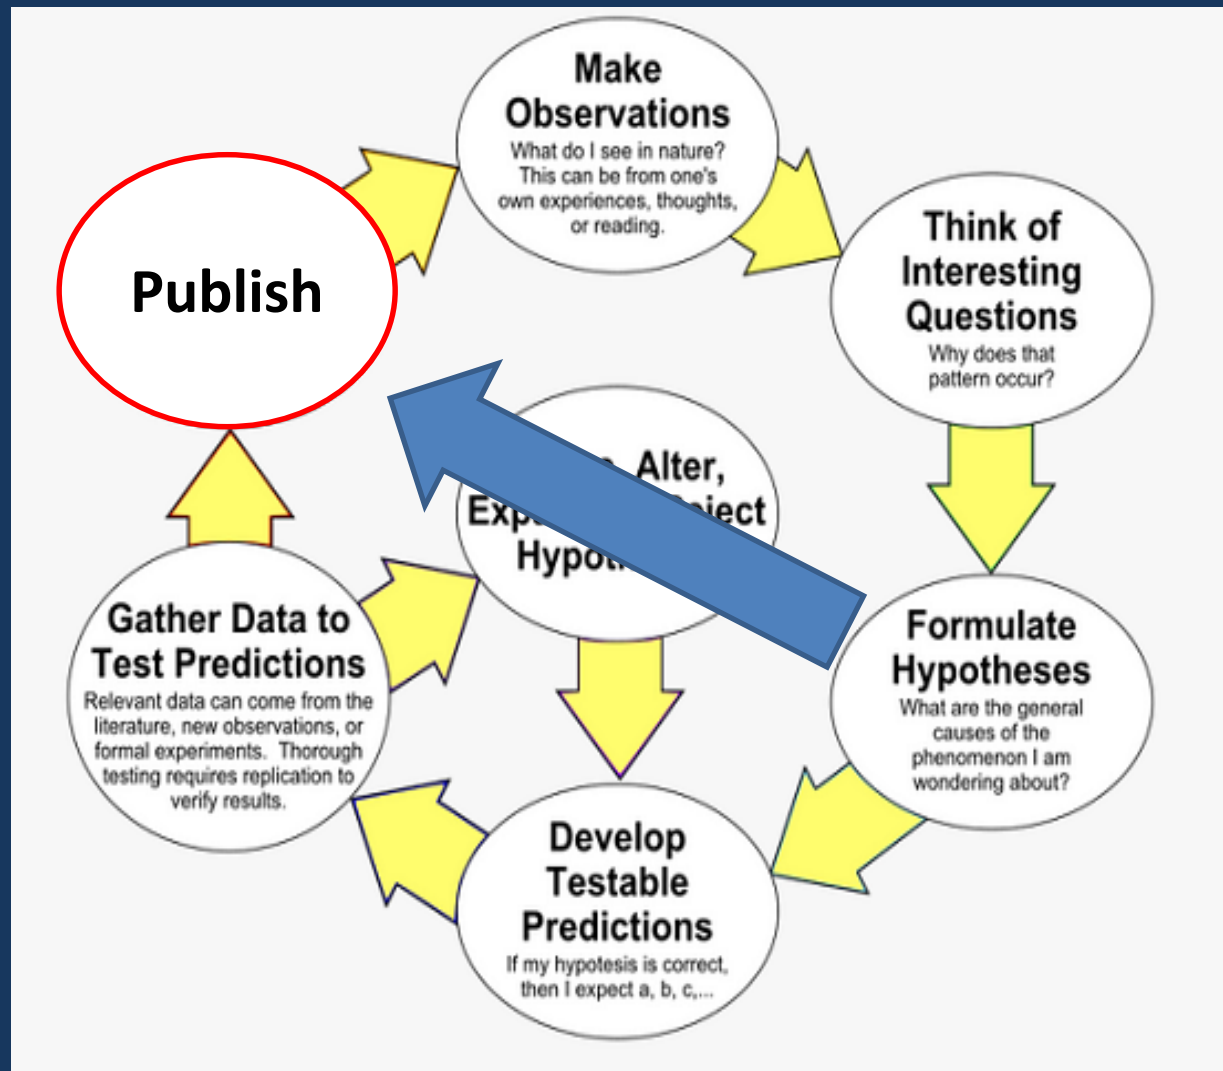 Make
Observations
What do I see in nature?
This can be from one's
own experiences, thoughts,
or reading.
Think of
Interesting
Questions
Why does that
pattern occur?
Formulate
Hypotheses
What are the general
causes of the
phenomenon I am
wondering about?
Develop
Testable
Predictions
If my hypotesis is correct,
then I expect a, b, c,...
Gather Data to
Test Predictions
Relevant data can come from the
literature, new observations, or
formal experiments.  Thorough
testing requires replication to
verify results.
Alter,
Publish